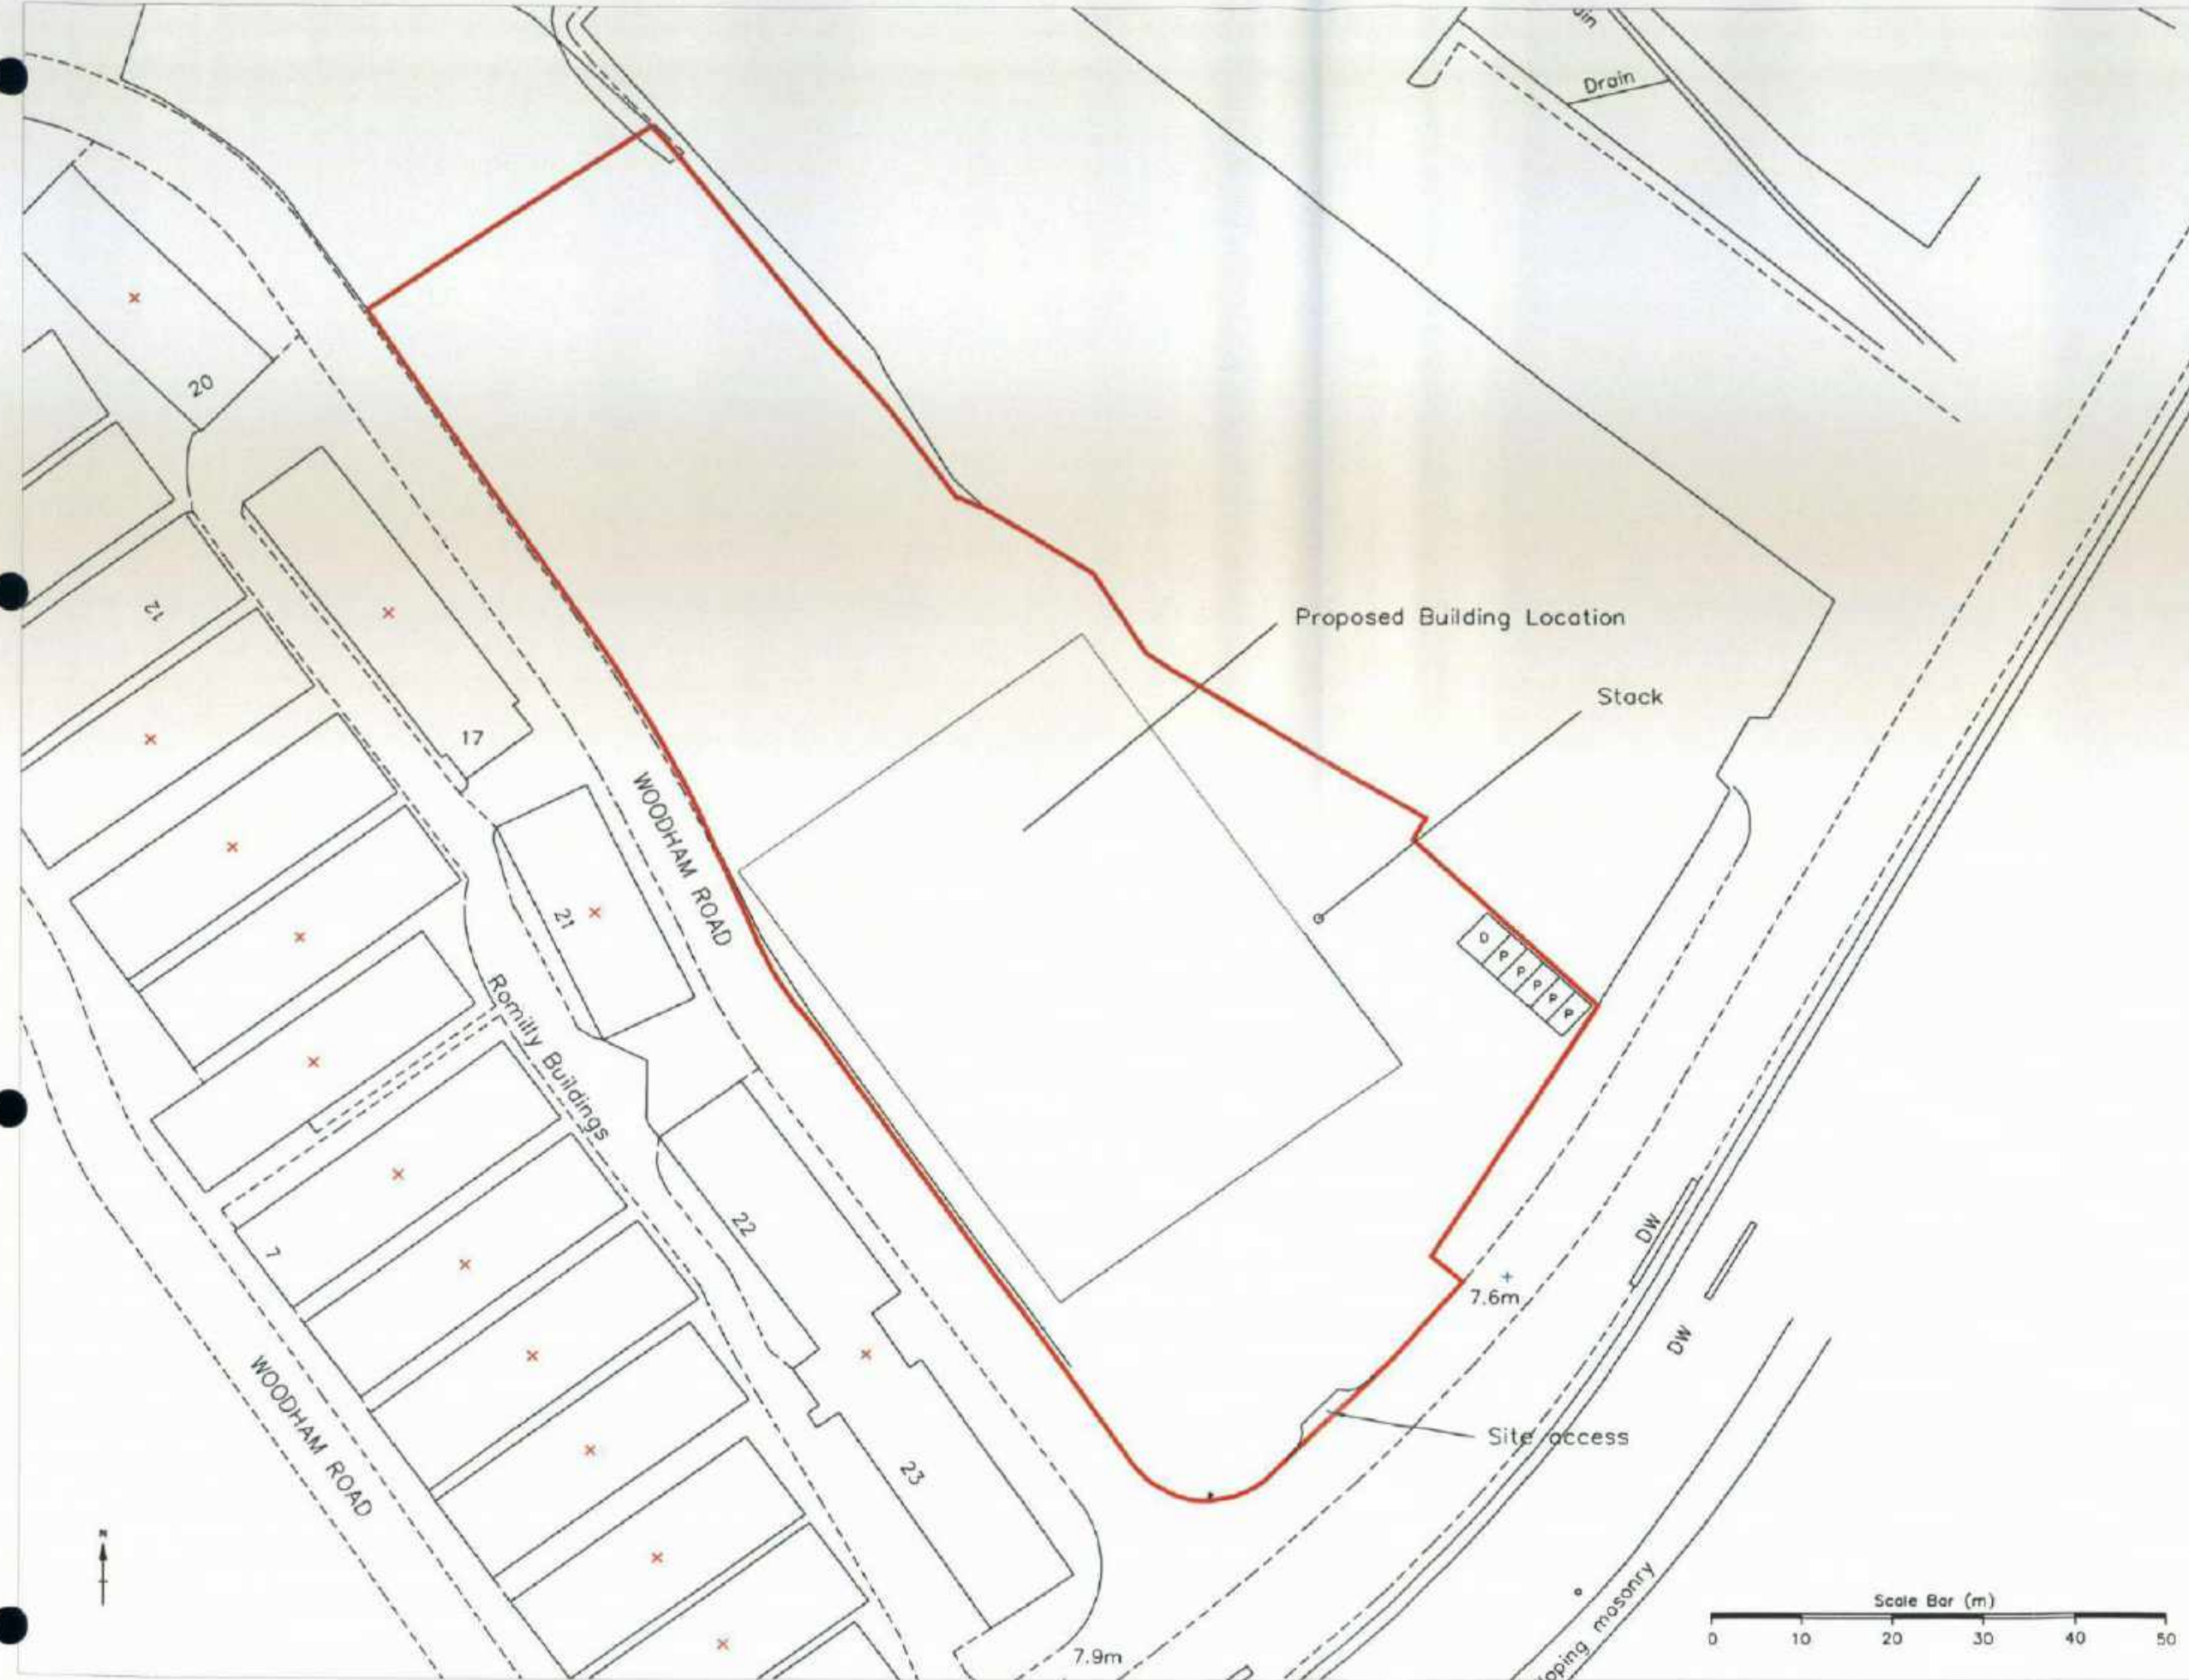 Drain
20
Proposed Building Location
12
Stack
17
WOODHAM ROAD
21
D
P
P
P
P
P
Romilly Buildings
22
7
DW
7.6m
DW
WOODHAM ROAD
Site access
23
N
Scale Bar (m)
0 10 20 30 40 50
masonry
7.9m